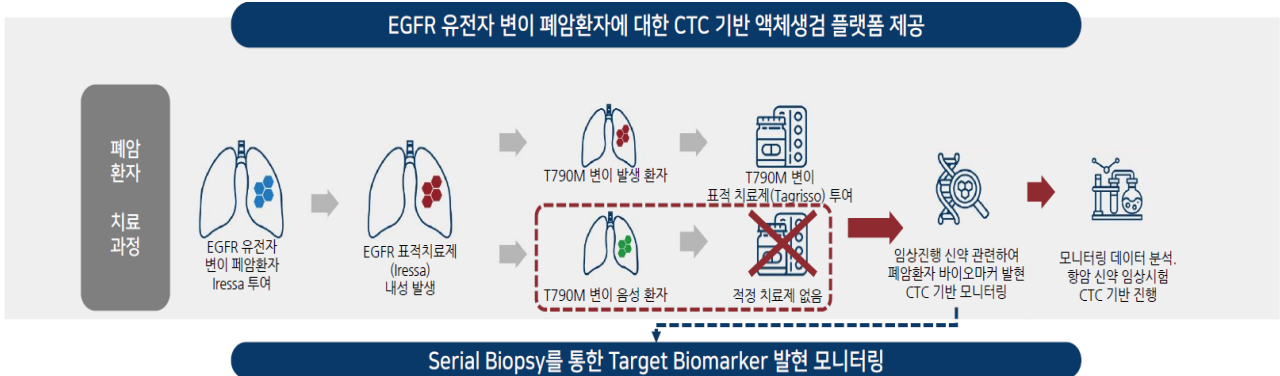 EGFR 유전자 변이 폐암환자에 대한 CTC 기반 액체생검 플랫폼 제공
폐암
환자
치료
과정
EGFR 유전자
변이 폐암환자
Iressa 투여
EGFR 표적치료제
(Iressa)
내성 발생
T790M 변이 발생 환자
T790M 변이
표적 치료제(Tagrisso) 투여
T790M 변이 음성 환자
적정 치료제 없음
임상진행 신약 관련하여
폐암환자 바이오마커 발현
CTC 기반 모니터링
모니터링 데이터 분석.
항암 신약 임상시험
CTC 기반 진행
Serial Biopsy를 통한 Target Biomarker 발현 모니터링